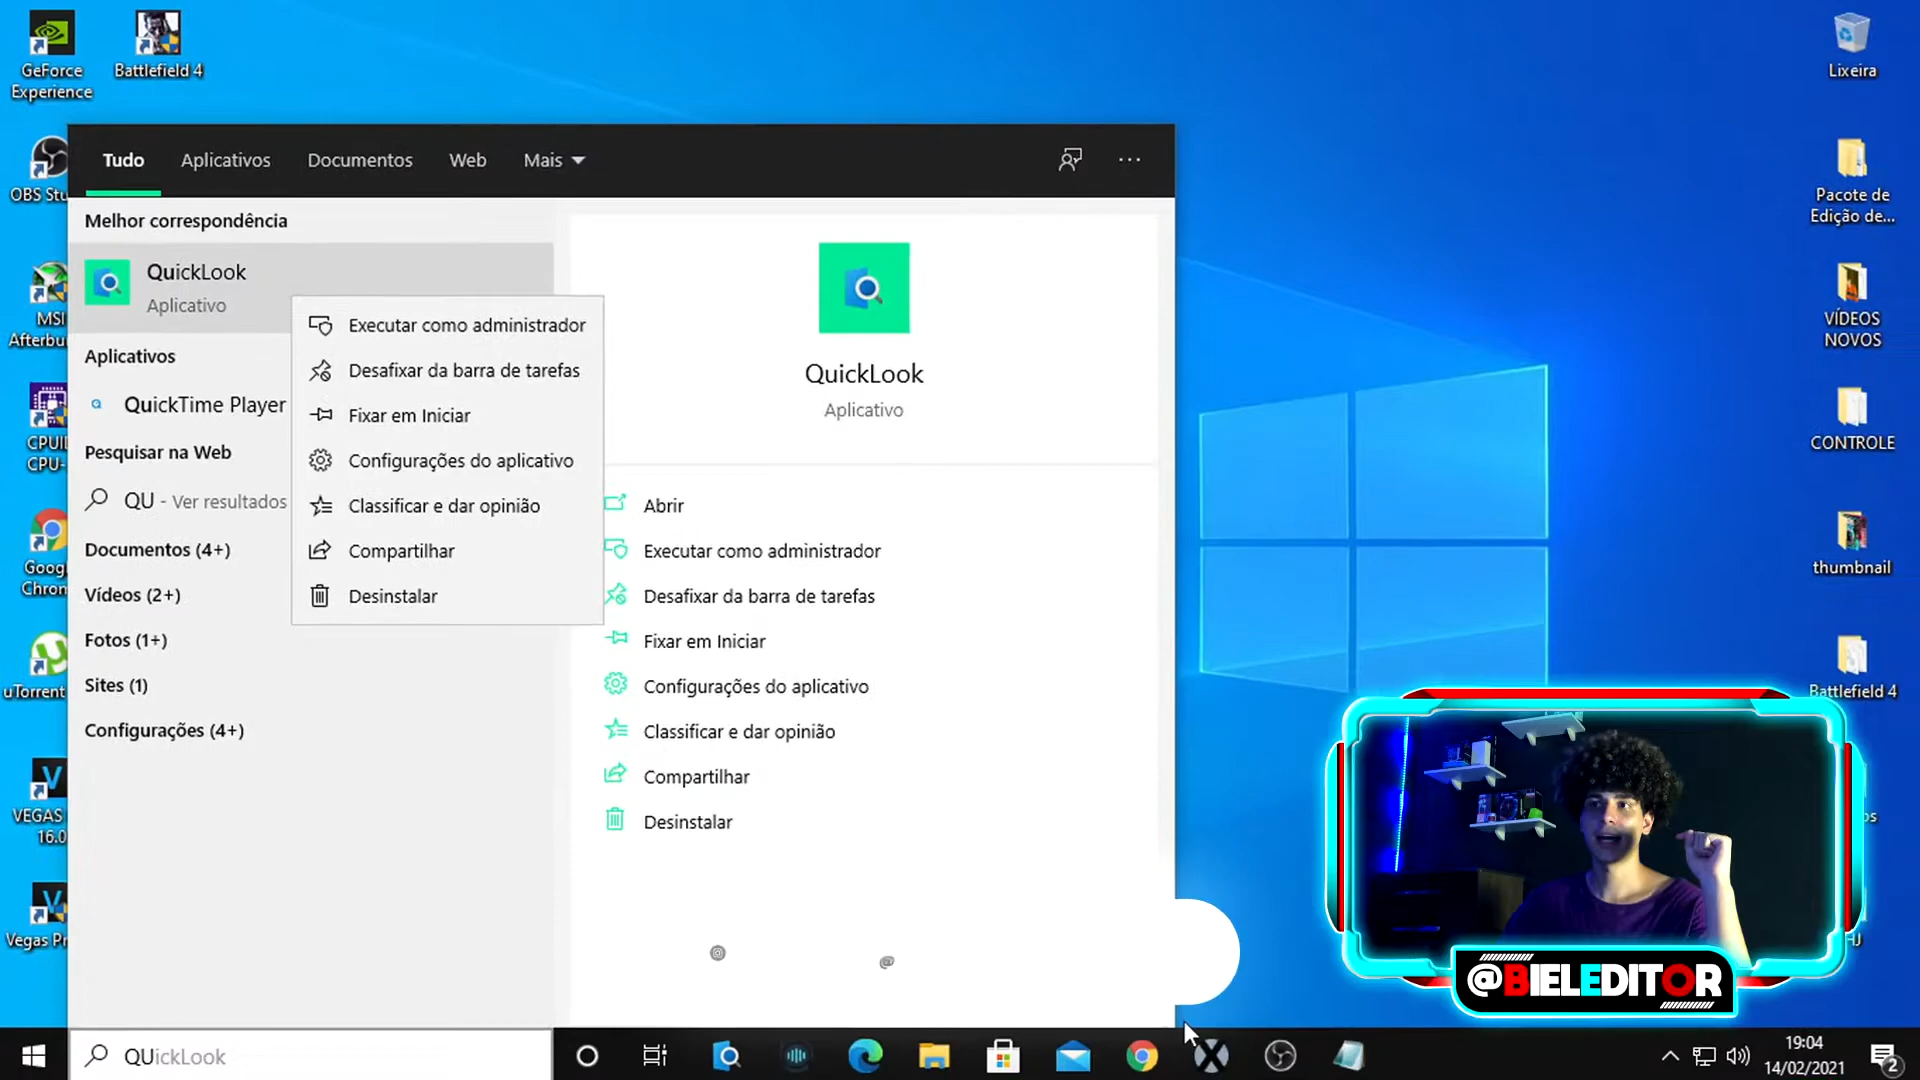 GeForce
Experience
Battlefield 4
Lixeira
OBS Stu
Pacote de
Edição de...
MSI
Afterbur
VÍDEOS
NOVOS
CPUID
CPU-
CONTROLE
Goog
Chrom
thumbnail
uTorrent
Battlefield 4
VEGAS
16.0
Vegas Pr
Tudo
Aplicativos
Documentos
Web
Mais
Melhor correspondência
QuickLook
Aplicativo
Aplicativos
QuickTime Player
Pesquisar na Web
QU - Ver resultados
Documentos (4+)
Vídeos (2+)
Fotos (1+)
Sites (1)
Configurações (4+)
Executar como administrador
Desafixar da barra de tarefas
Fixar em Iniciar
Configurações do aplicativo
Classificar e dar opinião
Compartilhar
Desinstalar
QuickLook
Aplicativo
Abrir
Executar como administrador
Desafixar da barra de tarefas
Fixar em Iniciar
Configurações do aplicativo
Classificar e dar opinião
Compartilhar
Desinstalar
@BIELEDITOR
QUickLook
19:04
14/02/2021
2